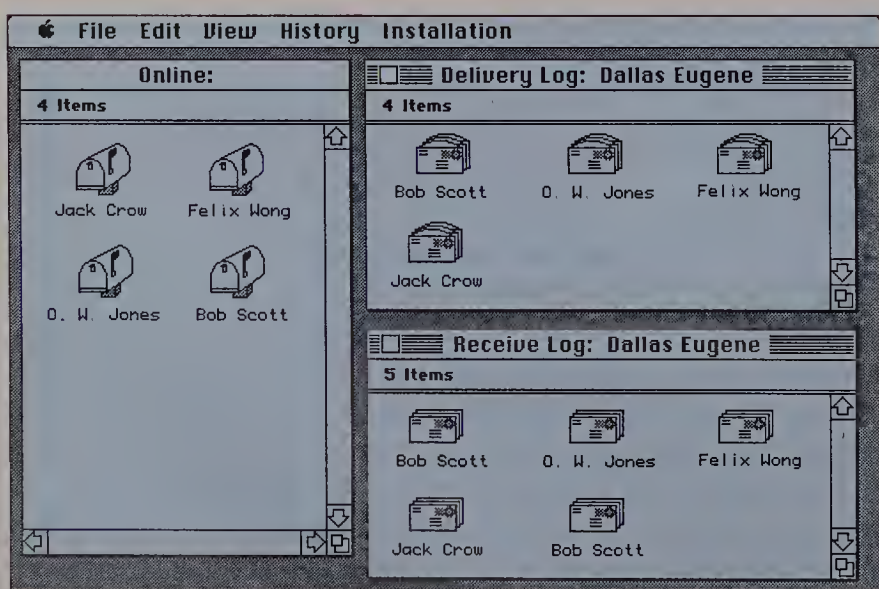 File Edit View History Installation
Online:
4 Items
Jack Crow Felix Wong
O. W. Jones Bob Scott
Delivery Log: Dallas Eugene
4 Items
Bob Scott O. W. Jones Felix Wong
Jack Crow
Receive Log: Dallas Eugene
5 Items
Bob Scott O. W. Jones Felix Wong
Jack Crow Bob Scott